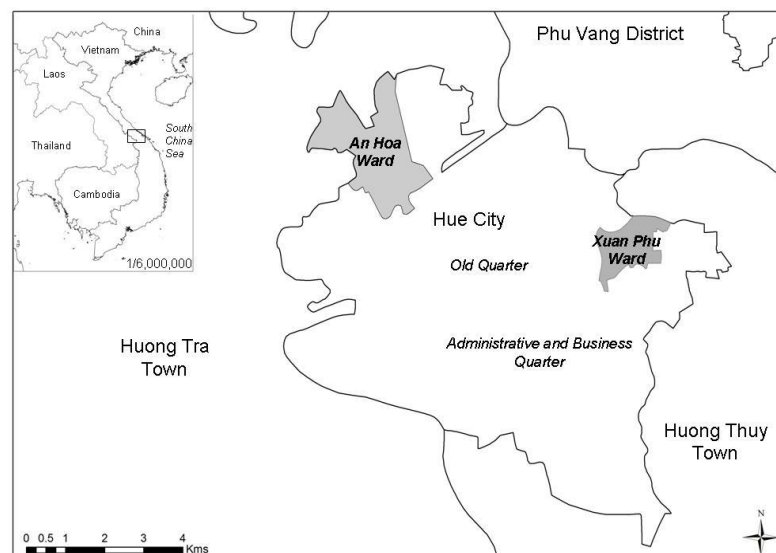 China
Vietnam
Laos
South
China
Sea
Thailand
Cambodia
1/6,000,000
Phu Vang District
An Hoa
Ward
Hue City
Xuan Phu
Ward
Old Quarter
Administrative and Business
Quarter
Huong Tra
Town
Huong Thuy
Town
0 0.5 1 2 3 4
Kms
N